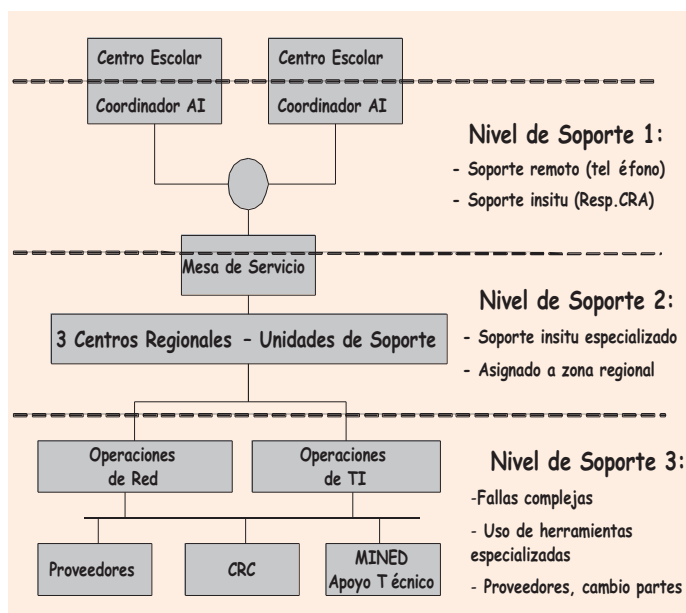 Centro Escolar
Centro Escolar
Coordinador AI
Coordinador AI
Nivel de Soporte 1:
- Soporte remoto (tel éfono)
- Soporte insitu (Resp.CRA)
Mesa de Servicio
Nivel de Soporte 2:
3 Centros Regionales - Unidades de Soporte
- Soporte insitu especializado
- Asignado a zona regional
Operaciones
de Red
Operaciones
de TI
Nivel de Soporte 3:
-Fallas complejas
- Uso de herramientas
especializadas
- Proveedores, cambio partes
Proveedores
CRC
MINED
Apoyo T écnico